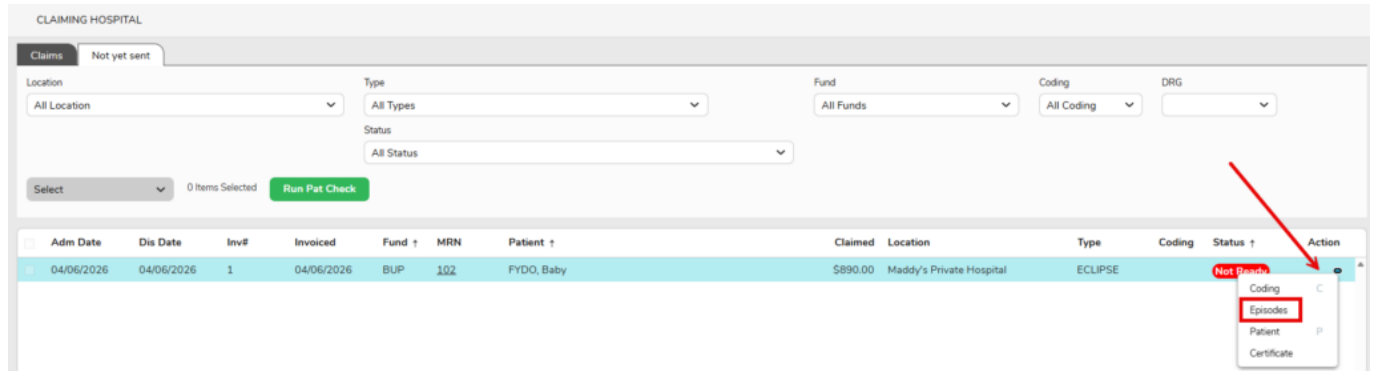 CLAIMING HOSPITAL
Claims Not yet sent
Location Type Fund Coding DRG
All Location All Types All Funds All Coding
Status
All Status
Select 0 Items Selected Run Pat Check
Adm Date Dis Date Inv# Invoiced Fund ↑ MRN Patient ↑ Claimed Location Type Coding Status ↑ Action
04/06/2026 04/06/2026 1 04/06/2026 BUP 102 FYDO, Baby $890.00 Maddy's Private Hospital ECLIPSE Not Ready
Coding C
Episodes
Patient P
Certificate